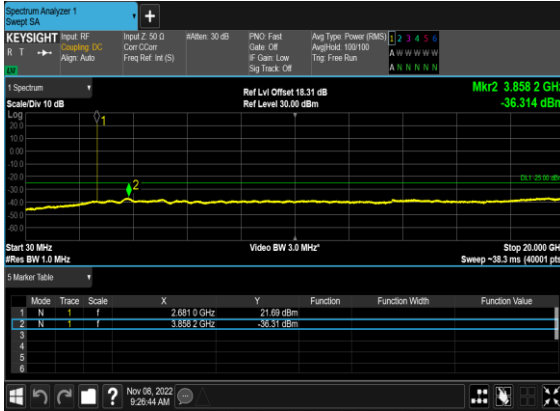 Spectrum Analyzer 1
Swept SA
+
KEYSIGHT Input: RF Input Z: 50 Ω #Atten: 30 dB PNO: Fast Avg Type: Power (RMS) 1 2 3 4 5 6
R T Coupling: DC Corr CCorr Gate: Off Avg|Hold: 100/100 A W W W W W
Align: Auto Freq Ref: Int (S) IF Gain: Low Trig: Free Run
Sig Track: Off A N N N N N
1 Spectrum
Ref Lvl Offset 18.31 dB Mkr2 3.858 2 GHz
Scale/Div 10 dB Ref Level 30.00 dBm -36.314 dBm
Log
20.0
10.0
0.00
-10.0
-20.0
-30.0
-40.0
-50.0
-60.0
1
2
DL1 -25.00 dBm
Start 30 MHz Video BW 3.0 MHz* Stop 20.000 GH
#Res BW 1.0 MHz Sweep ~38.3 ms (40001 pts
5 Marker Table
Mode Trace Scale X Y Function Function Width Function Value
1 N 1 f 2.681 0 GHz 21.69 dBm
2 N 1 f 3.858 2 GHz -36.31 dBm
3
4
5
6
? Nov 08, 2022
9:26:44 AM